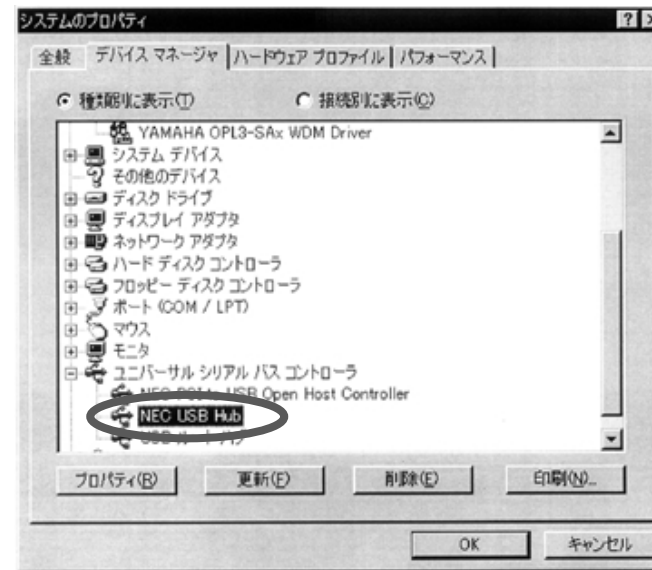 システムのプロパティ
全般 デバイス マネージャ ハードウェア プロファイル パフォーマンス
種類別に表示(T) 接続別に表示(C)
YAMAHA OPL3-SAx WDM Driver
システム デバイス
その他のデバイス
ディスク ドライブ
ディスプレイ アダプタ
ネットワーク アダプタ
ハード ディスク コントローラ
フロッピー ディスク コントローラ
ポート (COM / LPT)
マウス
モニタ
ユニバーサル シリアル バス コントローラ
NEC PCI to USB Open Host Controller
NEC USB Hub
USB ルート ハブ
プロパティ(R) 更新(F) 削除(E) 印刷(N)...
OK キャンセル